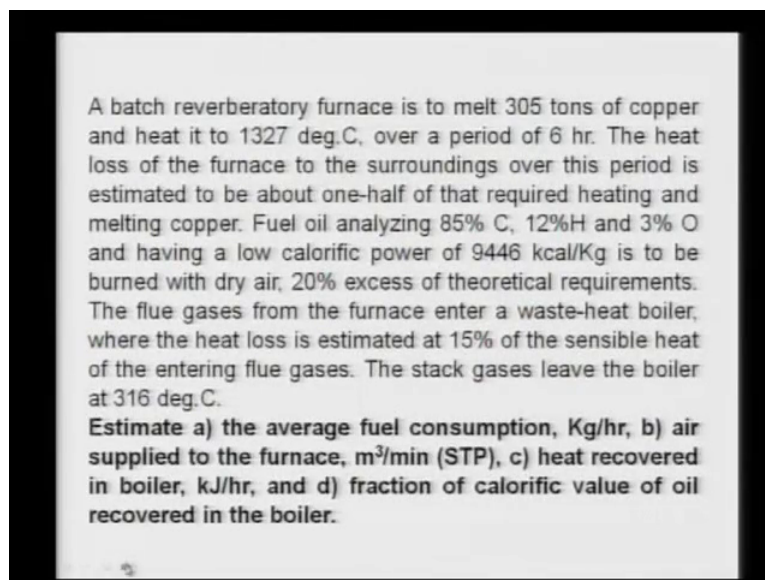 A batch reverberatory furnace is to melt 305 tons of copper
and heat it to 1327 deg.C, over a period of 6 hr. The heat
loss of the furnace to the surroundings over this period is
estimated to be about one-half of that required heating and
melting copper. Fuel oil analyzing 85% C, 12%H and 3% O
and having a low calorific power of 9446 kcal/Kg is to be
burned with dry air, 20% excess of theoretical requirements.
The flue gases from the furnace enter a waste-heat boiler,
where the heat loss is estimated at 15% of the sensible heat
of the entering flue gases. The stack gases leave the boiler
at 316 deg.C.
Estimate a) the average fuel consumption, Kg/hr, b) air
supplied to the furnace, m³/min (STP), c) heat recovered
in boiler, kJ/hr, and d) fraction of calorific value of oil
recovered in the boiler.